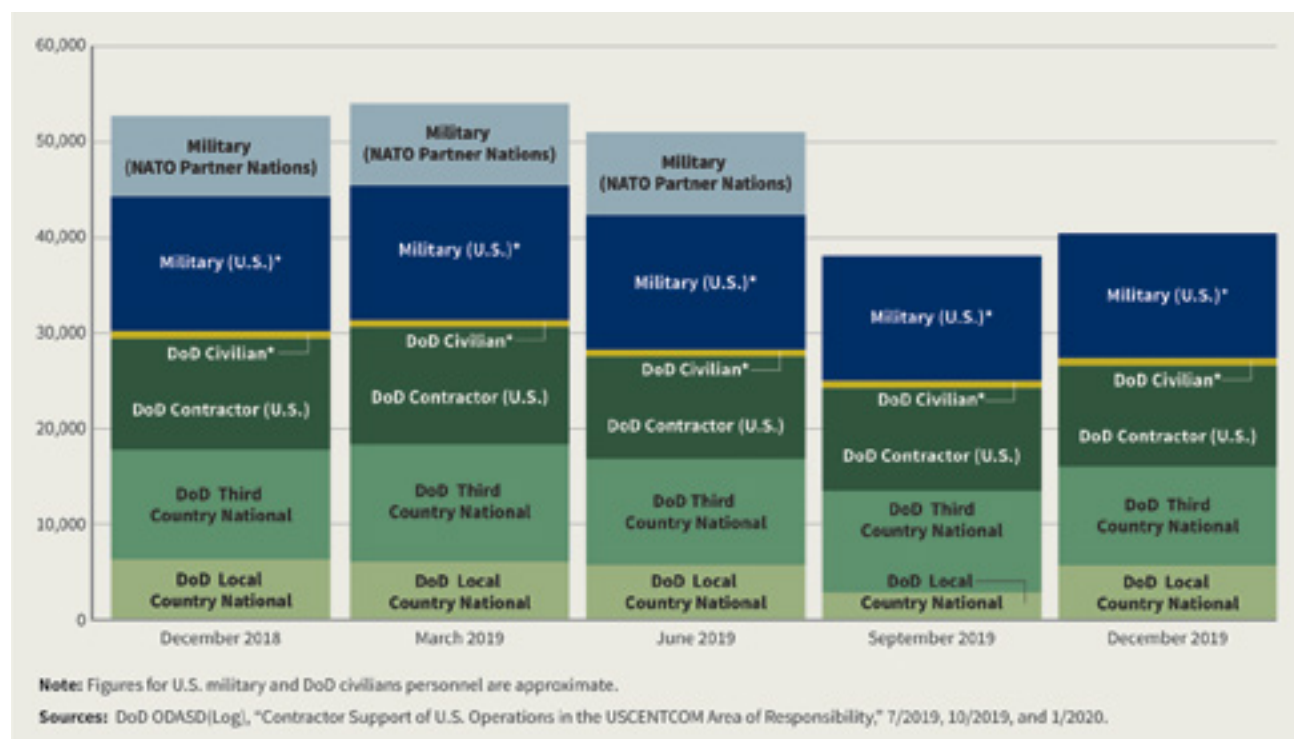 60,000
50,000
40,000
30,000
20,000
10,000
0
Military
(NATO Partner Nations)
Military (U.S.)*
DoD Civilian*
DoD Contractor (U.S.)
DoD Third
Country National
DoD Local
Country National
December 2018
Military
(NATO Partner Nations)
Military (U.S.)*
DoD Civilian*
DoD Contractor (U.S.)
DoD Third
Country National
DoD Local
Country National
March 2019
Military
(NATO Partner Nations)
Military (U.S.)*
DoD Civilian*
DoD Contractor (U.S.)
DoD Third
Country National
DoD Local
Country National
June 2019
Military (U.S.)*
DoD Civilian*
DoD Contractor (U.S.)
DoD Third
Country National
DoD Local
Country National
September 2019
Military (U.S.)*
DoD Civilian*
DoD Contractor (U.S.)
DoD Third
Country National
DoD Local
Country National
December 2019
Note: Figures for U.S. military and DoD civilians personnel are approximate.
Sources: DoD ODASD(Log), “Contractor Support of U.S. Operations in the USCENTCOM Area of Responsibility,” 7/2019, 10/2019, and 1/2020.